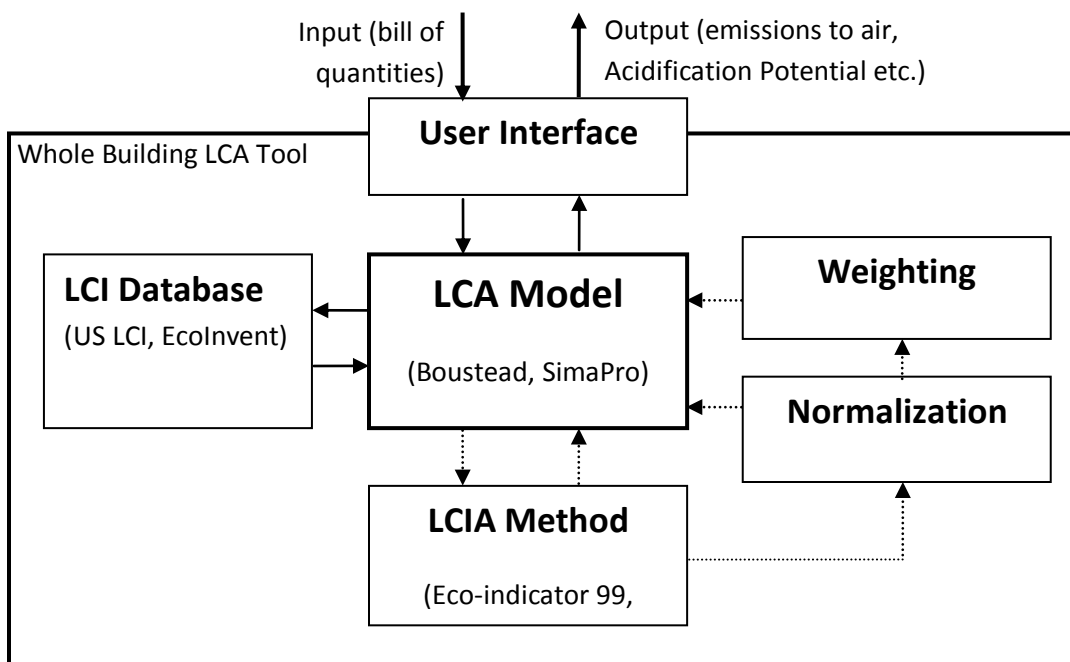 Input (bill of
quantities)
Output (emissions to air,
Acidification Potential etc.)
User Interface
Whole Building LCA Tool
LCI Database
(US LCI, EcoInvent)
LCA Model
(Boustead, SimaPro)
Weighting
Normalization
LCIA Method
(Eco-indicator 99,